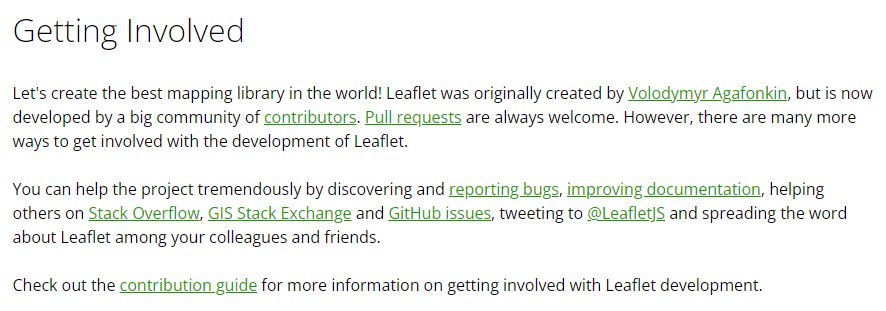 Getting Involved
Let's create the best mapping library in the world! Leaflet was originally created by Volodymyr Agafonkin, but is now
developed by a big community of contributors. Pull requests are always welcome. However, there are many more
ways to get involved with the development of Leaflet.
You can help the project tremendously by discovering and reporting bugs, improving documentation, helping
others on Stack Overflow, GIS Stack Exchange and GitHub issues, tweeting to @LeafletJS and spreading the word
about Leaflet among your colleagues and friends.
Check out the contribution guide for more information on getting involved with Leaflet development.